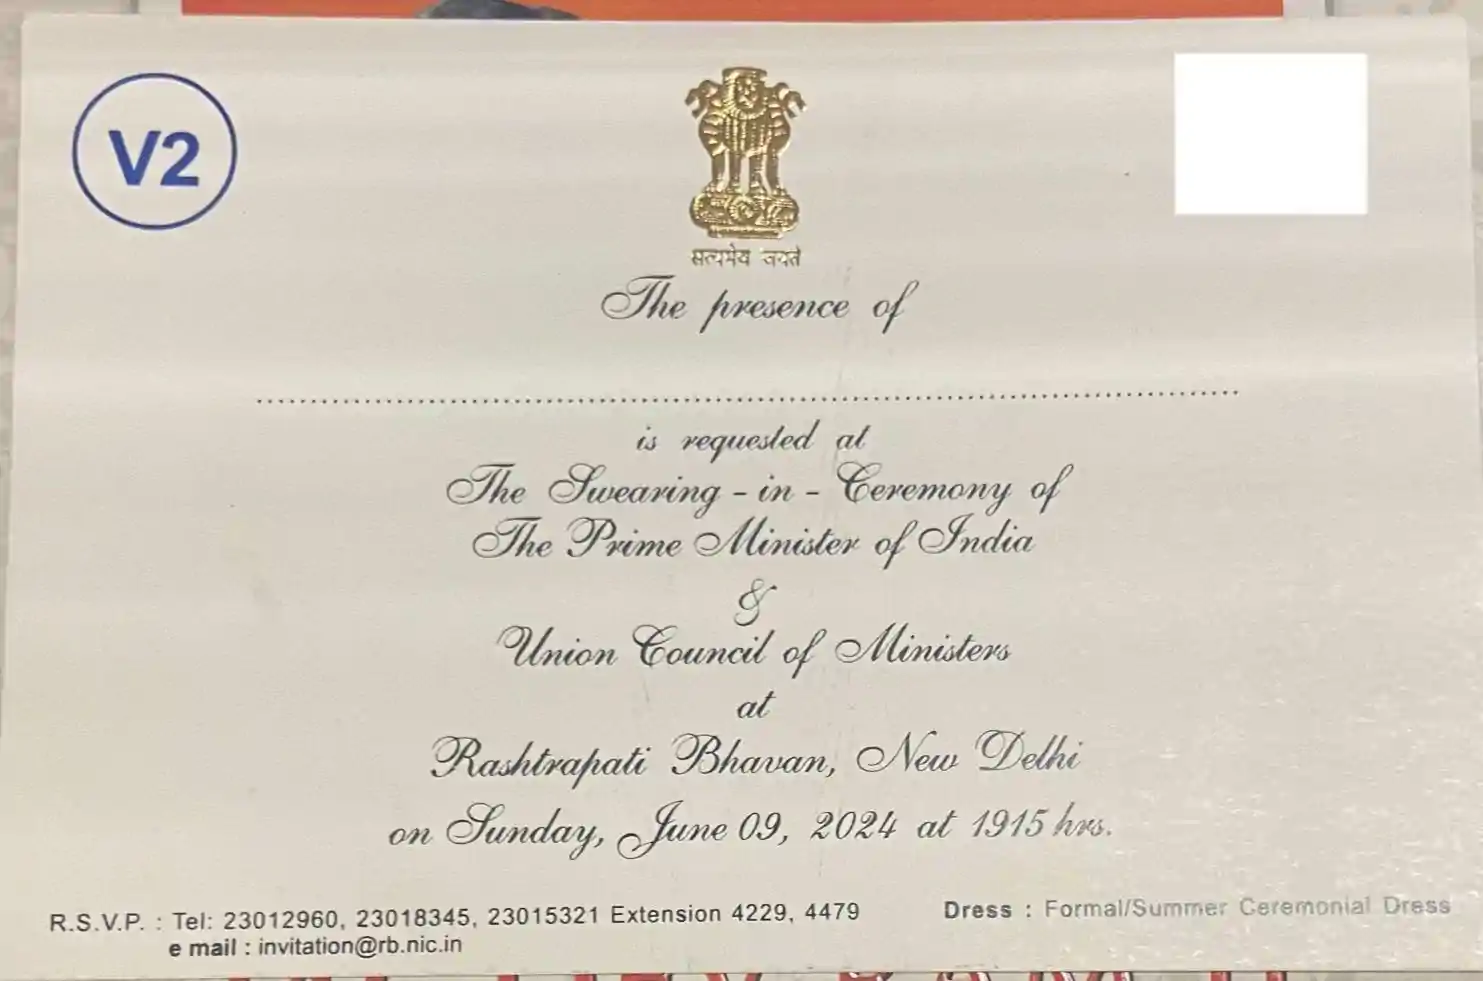 V2
सत्यमेव जयते
The presence of
is requested at
The Swearing - in - Ceremony of
The Prime Minister of India
&
Union Council of Ministers
at
Rashtrapati Bhavan, New Delhi
on Sunday, June 09, 2024 at 1915 hrs.
R.S.V.P. : Tel: 23012960, 23018345, 23015321 Extension 4229, 4479
e mail : invitation@rb.nic.in
Dress : Formal/Summer Ceremonial Dress